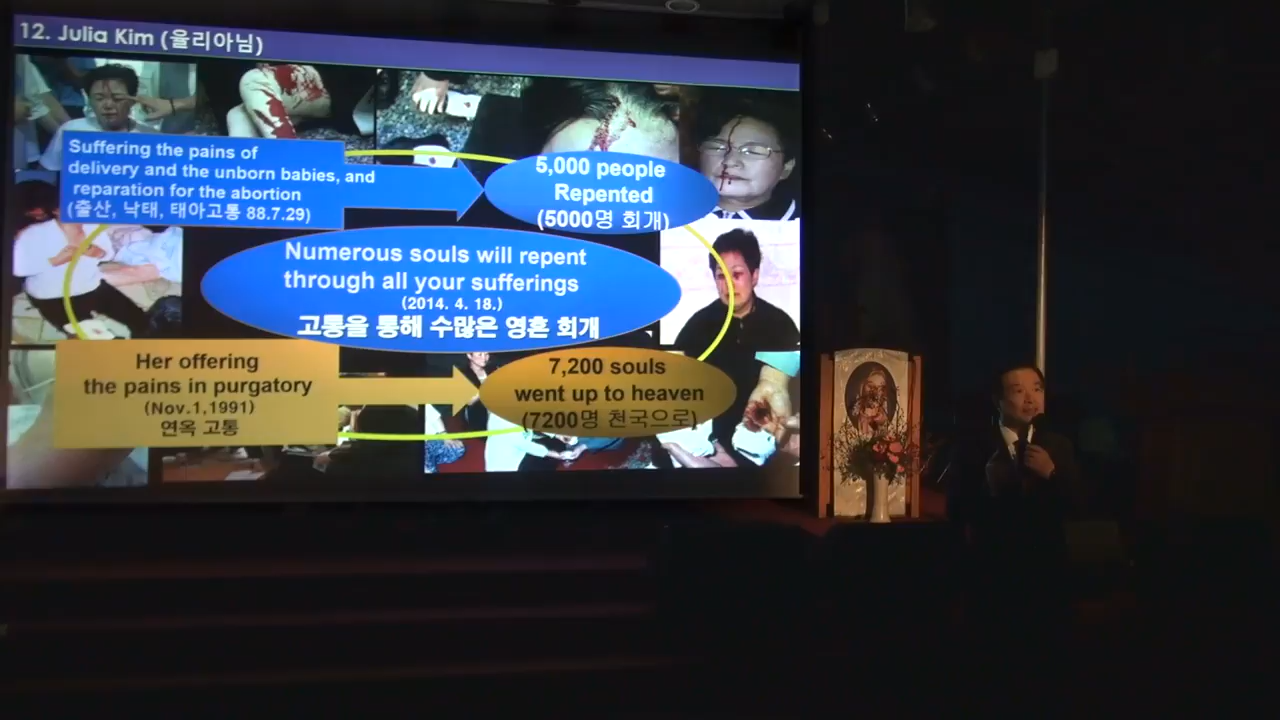 12. Julia Kim (율리아님)
Suffering the pains of
delivery and the unborn babies, and
reparation for the abortion
(출산, 낙태, 태아고통 88.7.29)
5,000 people
Repented
(5000명 회개)
Numerous souls will repent
through all your sufferings
(2014. 4. 18.)
고통을 통해 수많은 영혼 회개
Her offering
the pains in purgatory
(Nov.1,1991)
연옥 고통
7,200 souls
went up to heaven
(7200명 천국으로)